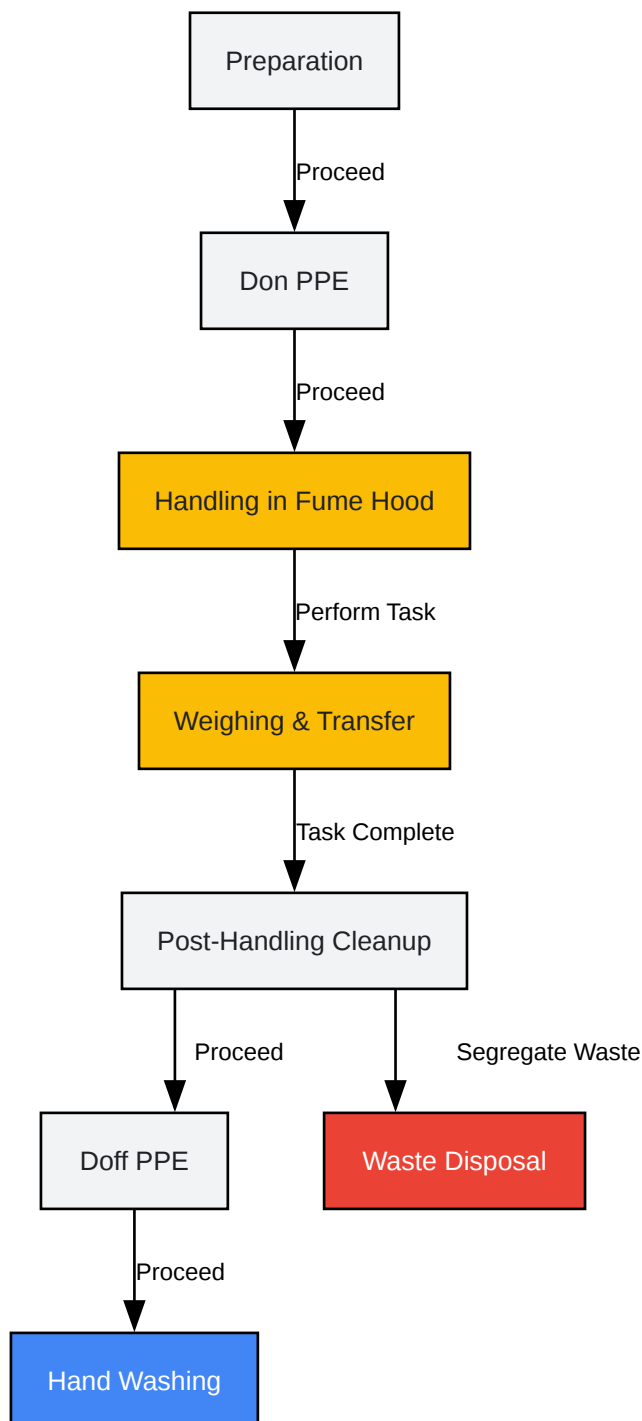 Preparation
Proceed
Don PPE
Proceed
Handling in Fume Hood
Perform Task
Weighing & Transfer
Task Complete
Post-Handling Cleanup
Proceed
Segregate Waste
Doff PPE
Waste Disposal
Proceed
Hand Washing